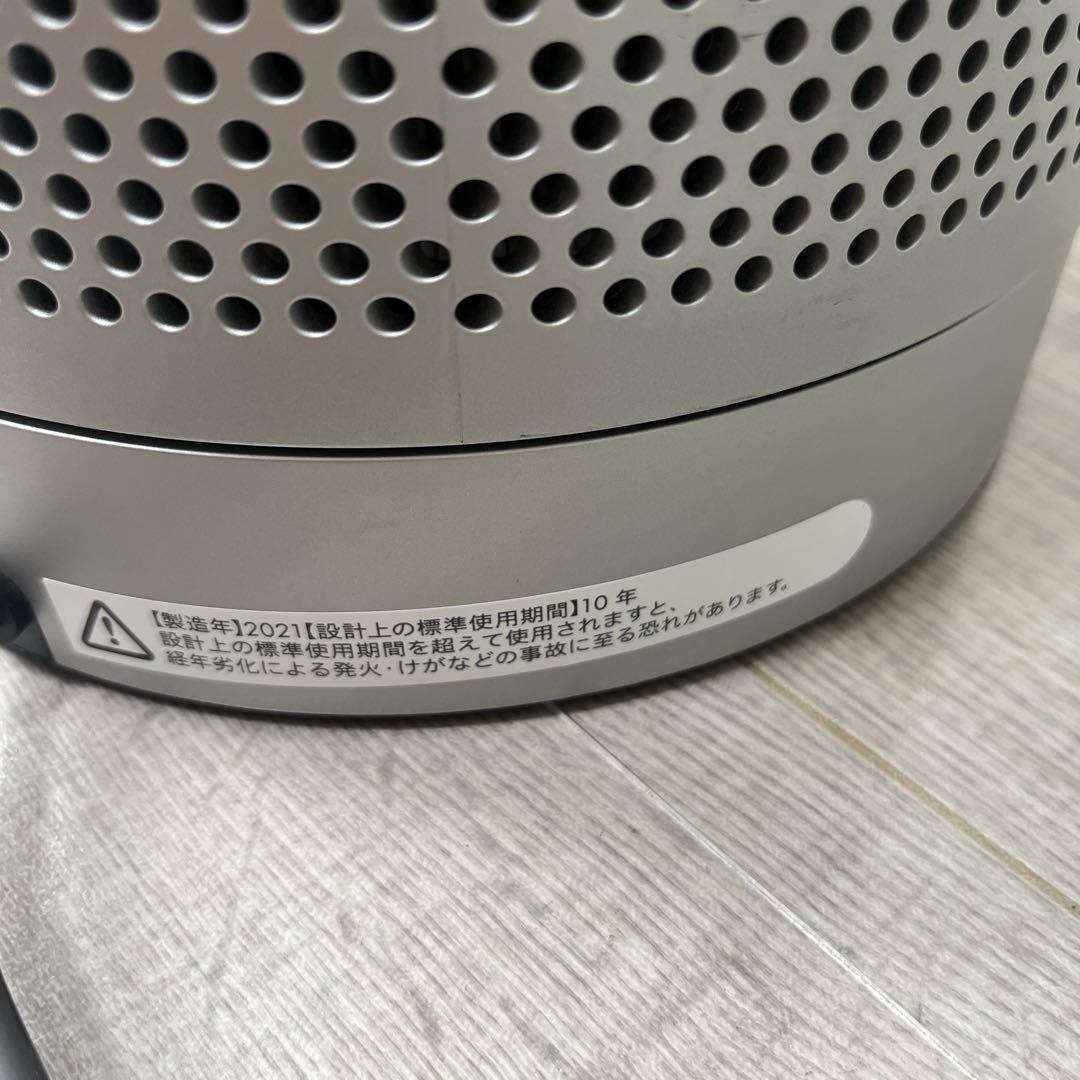 【製造年】2021【設計上の標準使用期間】10 年
設計上の標準使用期間を超えて使用されますと、
経年劣化による発火・けがなどの事故に至る恐れがあります。